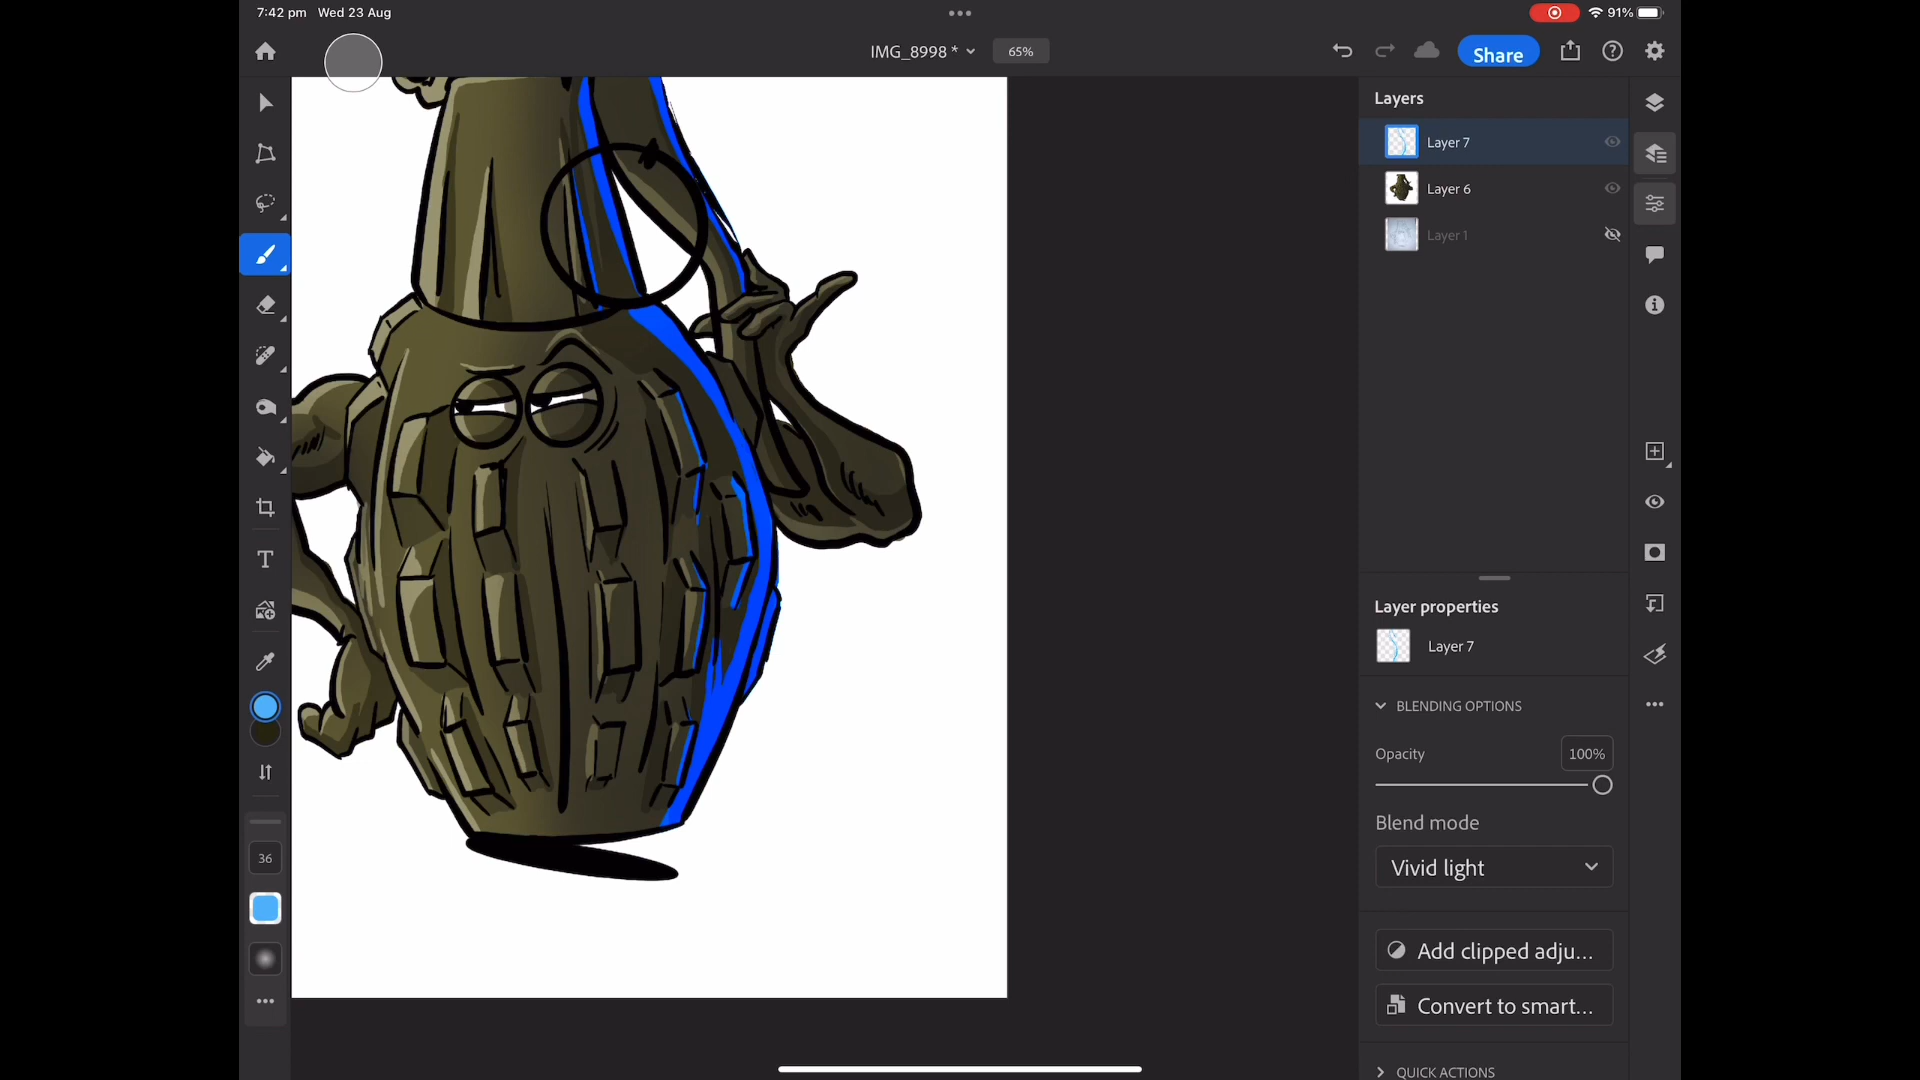 7:42 pm Wed 23 Aug
91%
IMG_8998 *
65%
Share
Layers
Layer 7
Layer 6
Layer 1
Layer properties
Layer 7
BLENDING OPTIONS
Opacity
100%
Blend mode
Vivid light
Add clipped adju...
Convert to smart...
QUICK ACTIONS
T
36